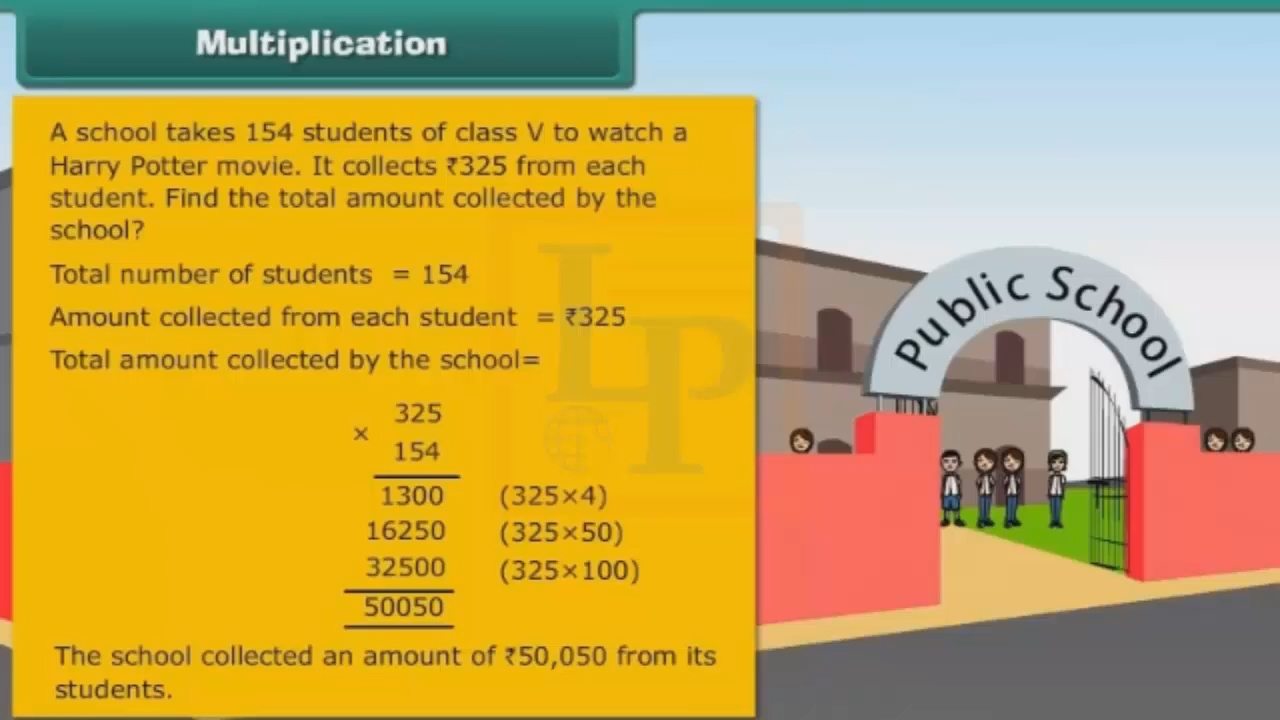 Multiplication
A school takes 154 students of class V to watch a
Harry Potter movie. It collects ₹325 from each
student. Find the total amount collected by the
school?
Total number of students = 154
Amount collected from each student = ₹325
Total amount collected by the school=
325
×
154
1300 (325×4)
16250 (325×50)
32500 (325×100)
50050
The school collected an amount of ₹50,050 from its
students.
Public School
LP